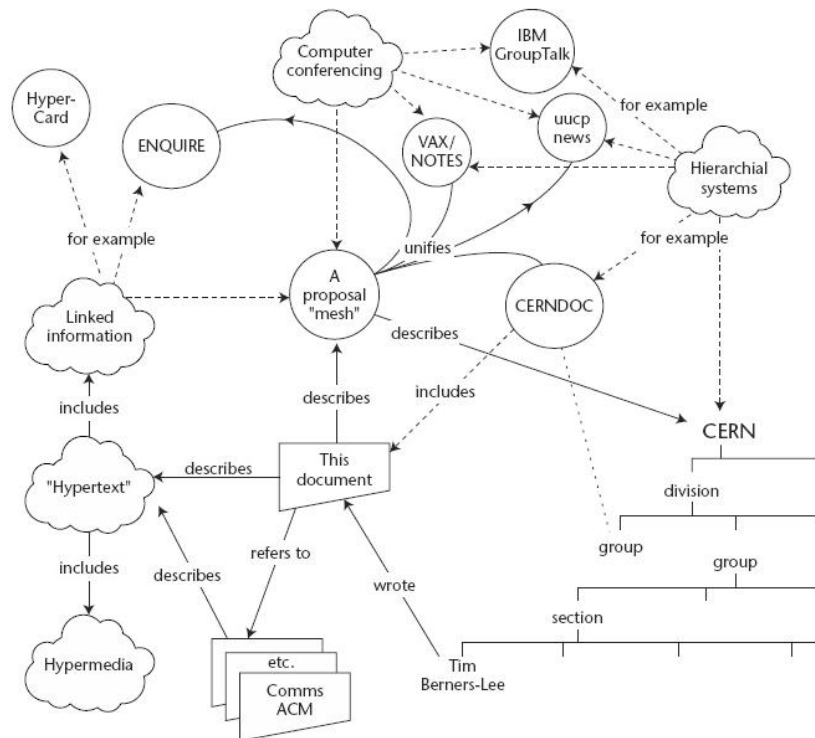 IBM
GroupTalk
Computer
conferencing
Hyper-
Card
uucp
news
for example
ENQUIRE
VAX/
NOTES
Hierarchial
systems
for example
unifies
for example
A
proposal
"mesh"
CERNDOC
Linked
information
describes
includes
describes
includes
CERN
This
document
describes
"Hypertext"
division
group
group
refers to
includes
describes
wrote
section
Hypermedia
etc.
Tim
Berners-Lee
Comms
ACM